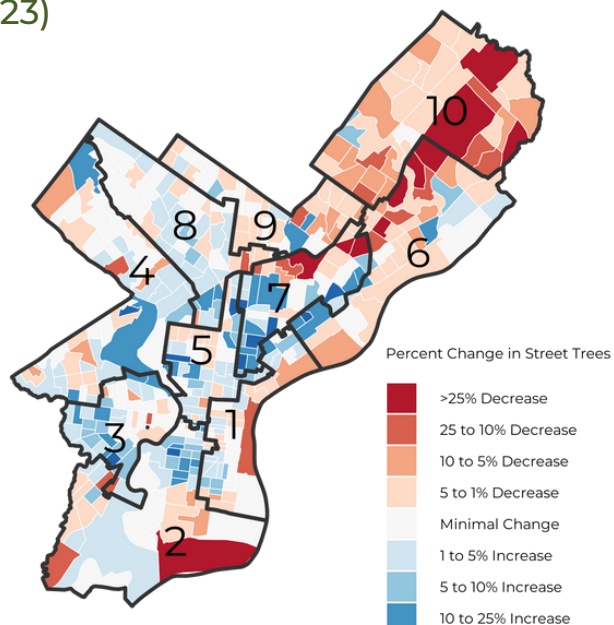 23)
10
8
9
6
4
7
5
1
3
2
Percent Change in Street Trees
>25% Decrease
25 to 10% Decrease
10 to 5% Decrease
5 to 1% Decrease
Minimal Change
1 to 5% Increase
5 to 10% Increase
10 to 25% Increase